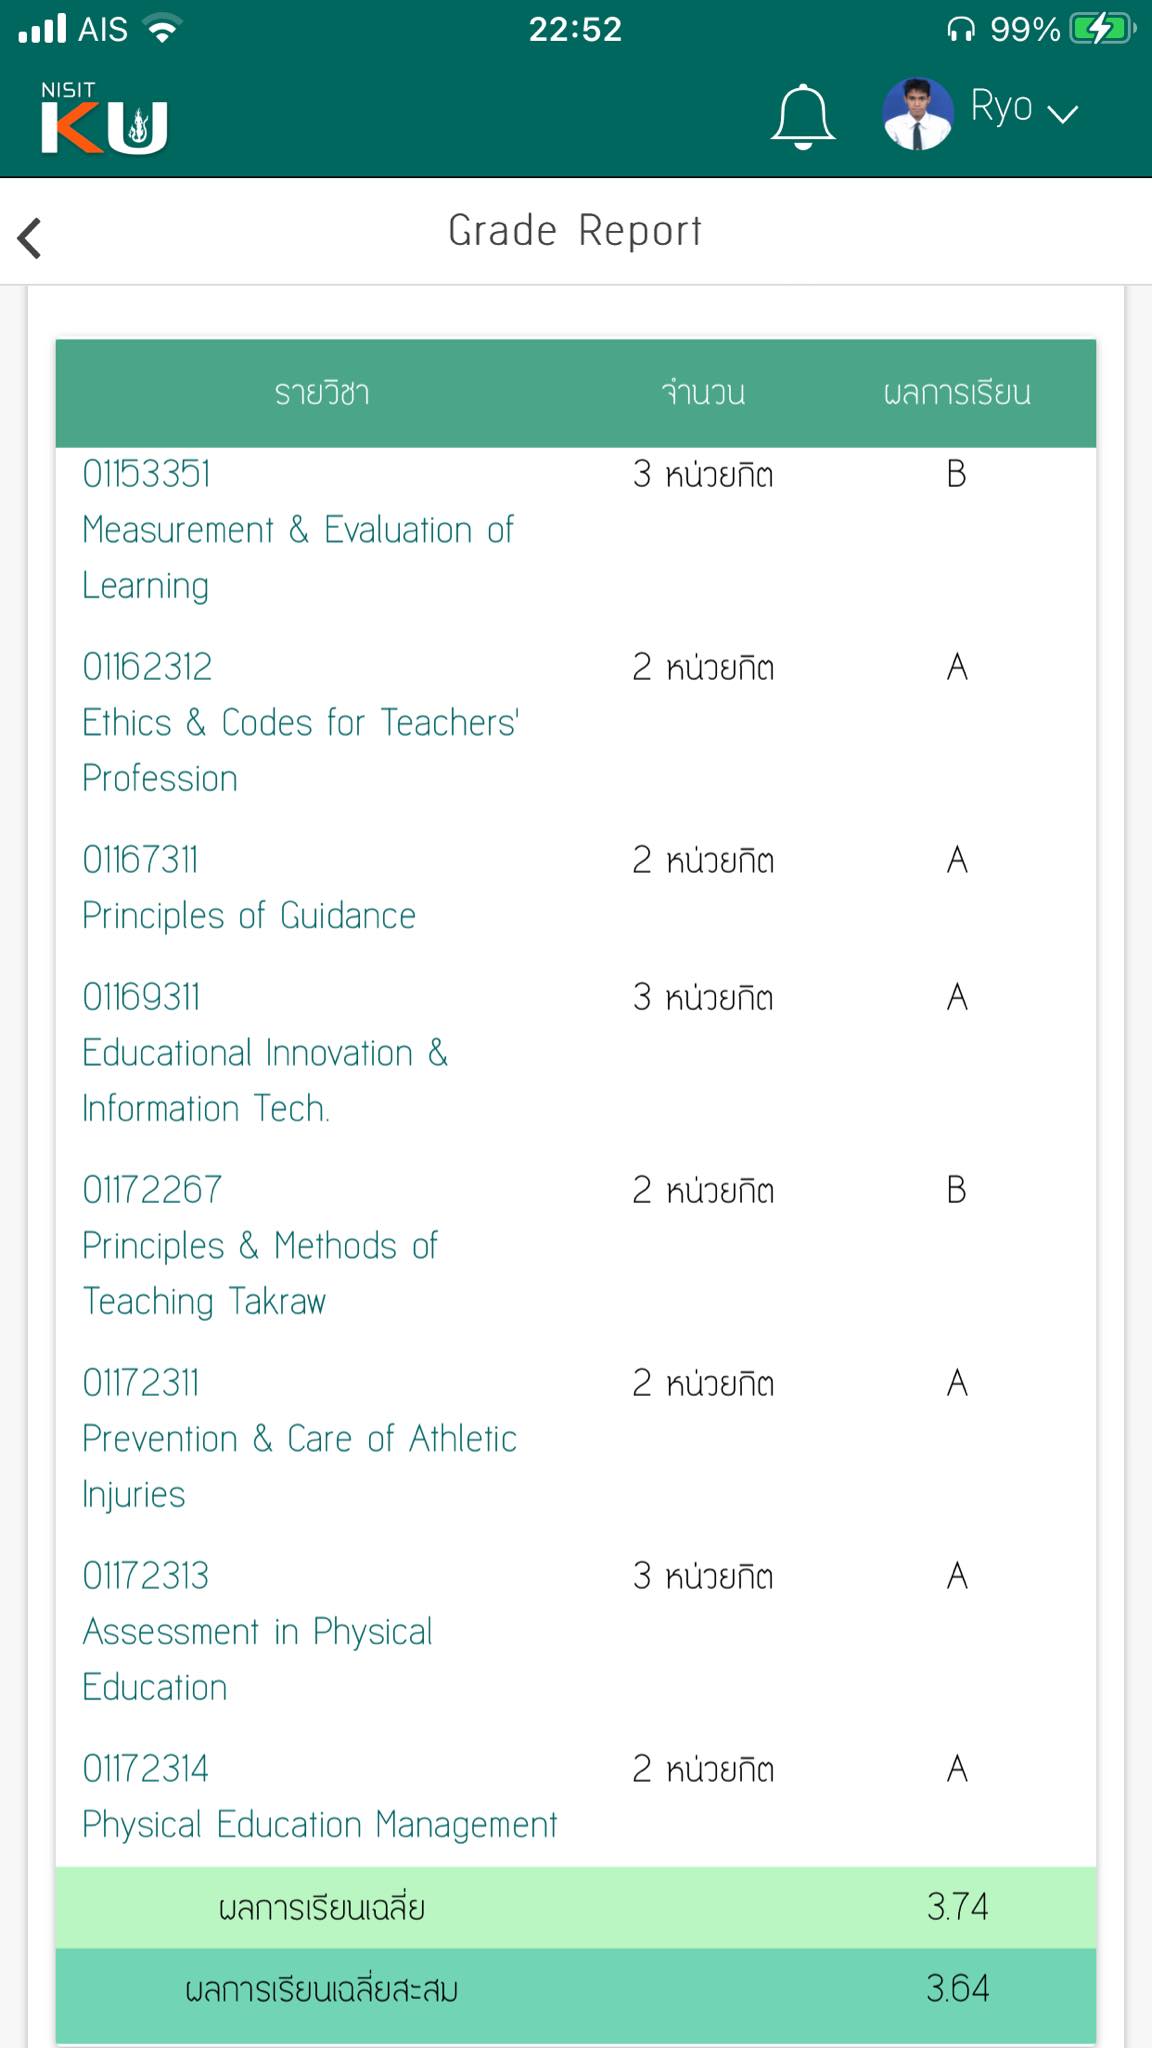 AIS 22:52 99%
NISIT
KU
Ryo
Grade Report
รายวิชา จำนวน ผลการเรียน
01153351 3 หน่วยกิต B
Measurement & Evaluation of
Learning
01162312 2 หน่วยกิต A
Ethics & Codes for Teachers'
Profession
01167311 2 หน่วยกิต A
Principles of Guidance
01169311 3 หน่วยกิต A
Educational Innovation &
Information Tech.
01172267 2 หน่วยกิต B
Principles & Methods of
Teaching Takraw
01172311 2 หน่วยกิต A
Prevention & Care of Athletic
Injuries
01172313 3 หน่วยกิต A
Assessment in Physical
Education
01172314 2 หน่วยกิต A
Physical Education Management
ผลการเรียนเฉลี่ย 3.74
ผลการเรียนเฉลี่ยสะสม 3.64